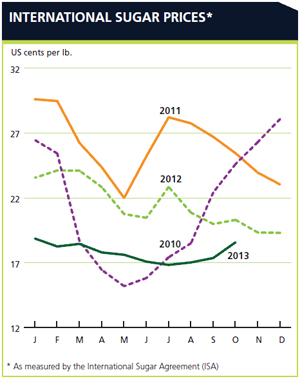 INTERNATIONAL SUGAR PRICES*
US cents per lb.
32
27
22
17
12
2011
2012
2010
2013
J F M A M J J A S O N D
* As measured by the International Sugar Agreement (ISA)